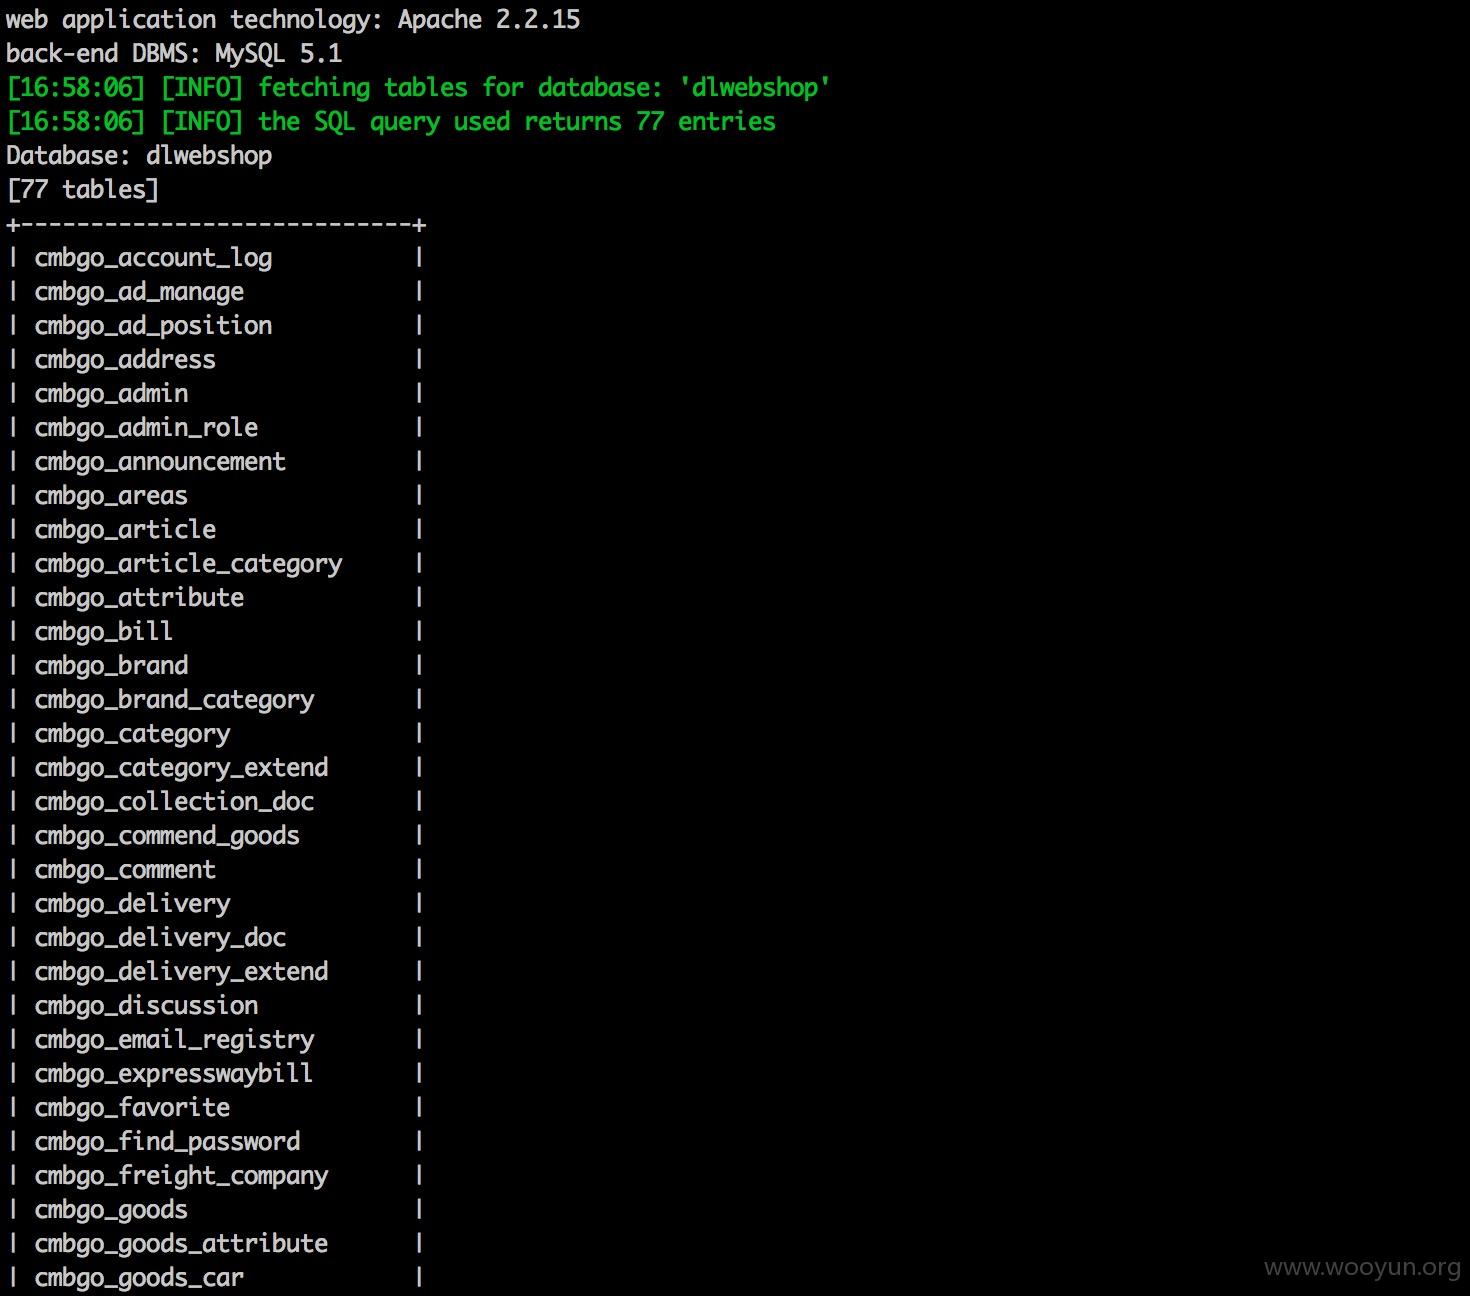 web application technology: Apache 2.2.15
back-end DBMS: MySQL 5.1
[16:58:06] [INFO] fetching tables for database: 'dlwebshop'
[16:58:06] [INFO] the SQL query used returns 77 entries
Database: dlwebshop
[77 tables]
+----------------------------+
| cmbgo_account_log          |
| cmbgo_ad_manage            |
| cmbgo_ad_position          |
| cmbgo_address              |
| cmbgo_admin                |
| cmbgo_admin_role           |
| cmbgo_announcement         |
| cmbgo_areas                |
| cmbgo_article              |
| cmbgo_article_category     |
| cmbgo_attribute            |
| cmbgo_bill                 |
| cmbgo_brand                |
| cmbgo_brand_category       |
| cmbgo_category             |
| cmbgo_category_extend      |
| cmbgo_collection_doc       |
| cmbgo_commend_goods        |
| cmbgo_comment              |
| cmbgo_delivery             |
| cmbgo_delivery_doc         |
| cmbgo_delivery_extend      |
| cmbgo_discussion           |
| cmbgo_email_registry       |
| cmbgo_expresswaybill       |
| cmbgo_favorite             |
| cmbgo_find_password        |
| cmbgo_freight_company      |
| cmbgo_goods                |
| cmbgo_goods_attribute      |
| cmbgo_goods_car            |
www.wooyun.org